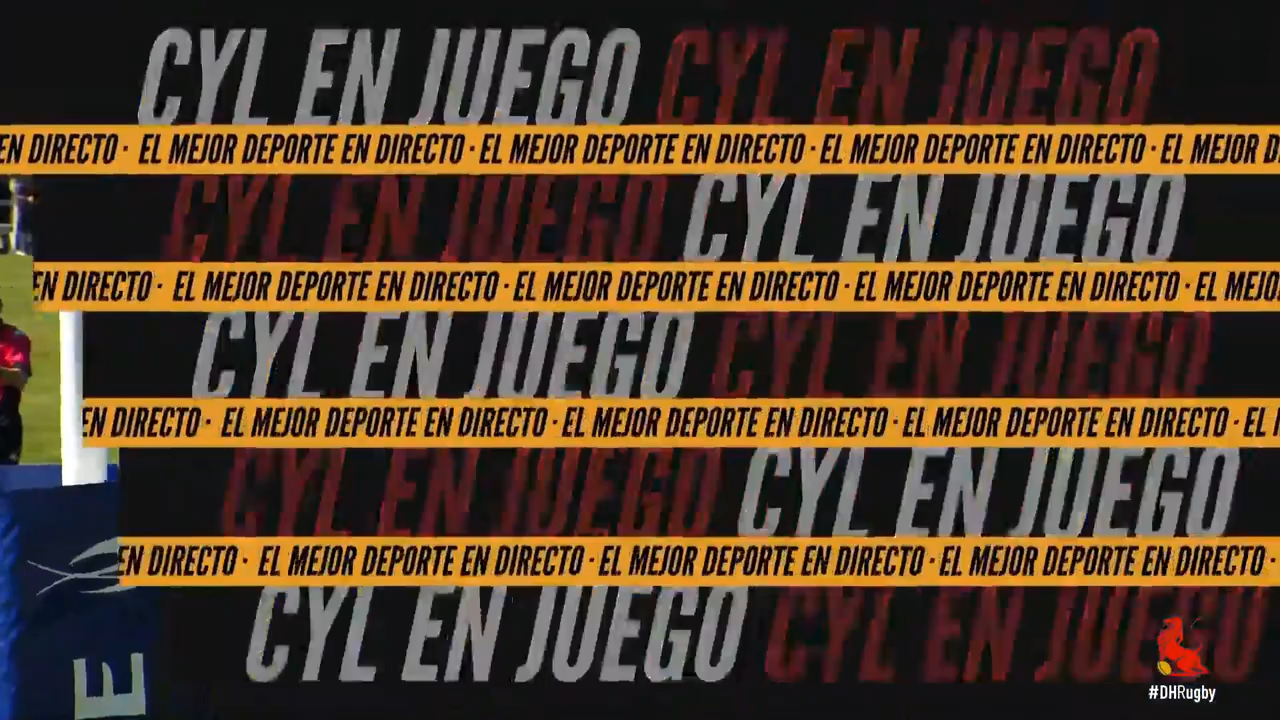 CYL EN JUEGO CYL EN JUEGO
EN DIRECTO · EL MEJOR DEPORTE EN DIRECTO · EL MEJOR DEPORTE EN DIRECTO · EL MEJOR DEPORTE EN DIRECTO · EL MEJOR D
CYL EN JUEGO CYL EN JUEGO
EN DIRECTO · EL MEJOR DEPORTE EN DIRECTO · EL MEJOR DEPORTE EN DIRECTO · EL MEJOR DEPORTE EN DIRECTO · EL MEJO
CYL EN JUEGO CYL EN JUEGO
EN DIRECTO · EL MEJOR DEPORTE EN DIRECTO · EL MEJOR DEPORTE EN DIRECTO · EL MEJOR DEPORTE EN DIRECTO · EL
CYL EN JUEGO CYL EN JUEGO
EN DIRECTO · EL MEJOR DEPORTE EN DIRECTO · EL MEJOR DEPORTE EN DIRECTO · EL MEJOR DEPORTE EN DIRECTO ·
CYL EN JUEGO CYL EN JUEGO
E
#DHRugby